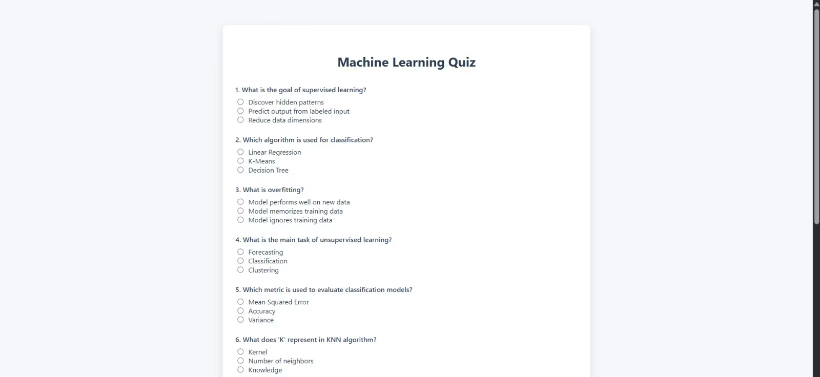 Machine Learning Quiz
1. What is the goal of supervised learning?
Discover hidden patterns
Predict output from labeled input
Reduce data dimensions
2. Which algorithm is used for classification?
Linear Regression
K-Means
Decision Tree
3. What is overfitting?
Model performs well on new data
Model memorizes training data
Model ignores training data
4. What is the main task of unsupervised learning?
Forecasting
Classification
Clustering
5. Which metric is used to evaluate classification models?
Mean Squared Error
Accuracy
Variance
6. What does 'K' represent in KNN algorithm?
Kernel
Number of neighbors
Knowledge